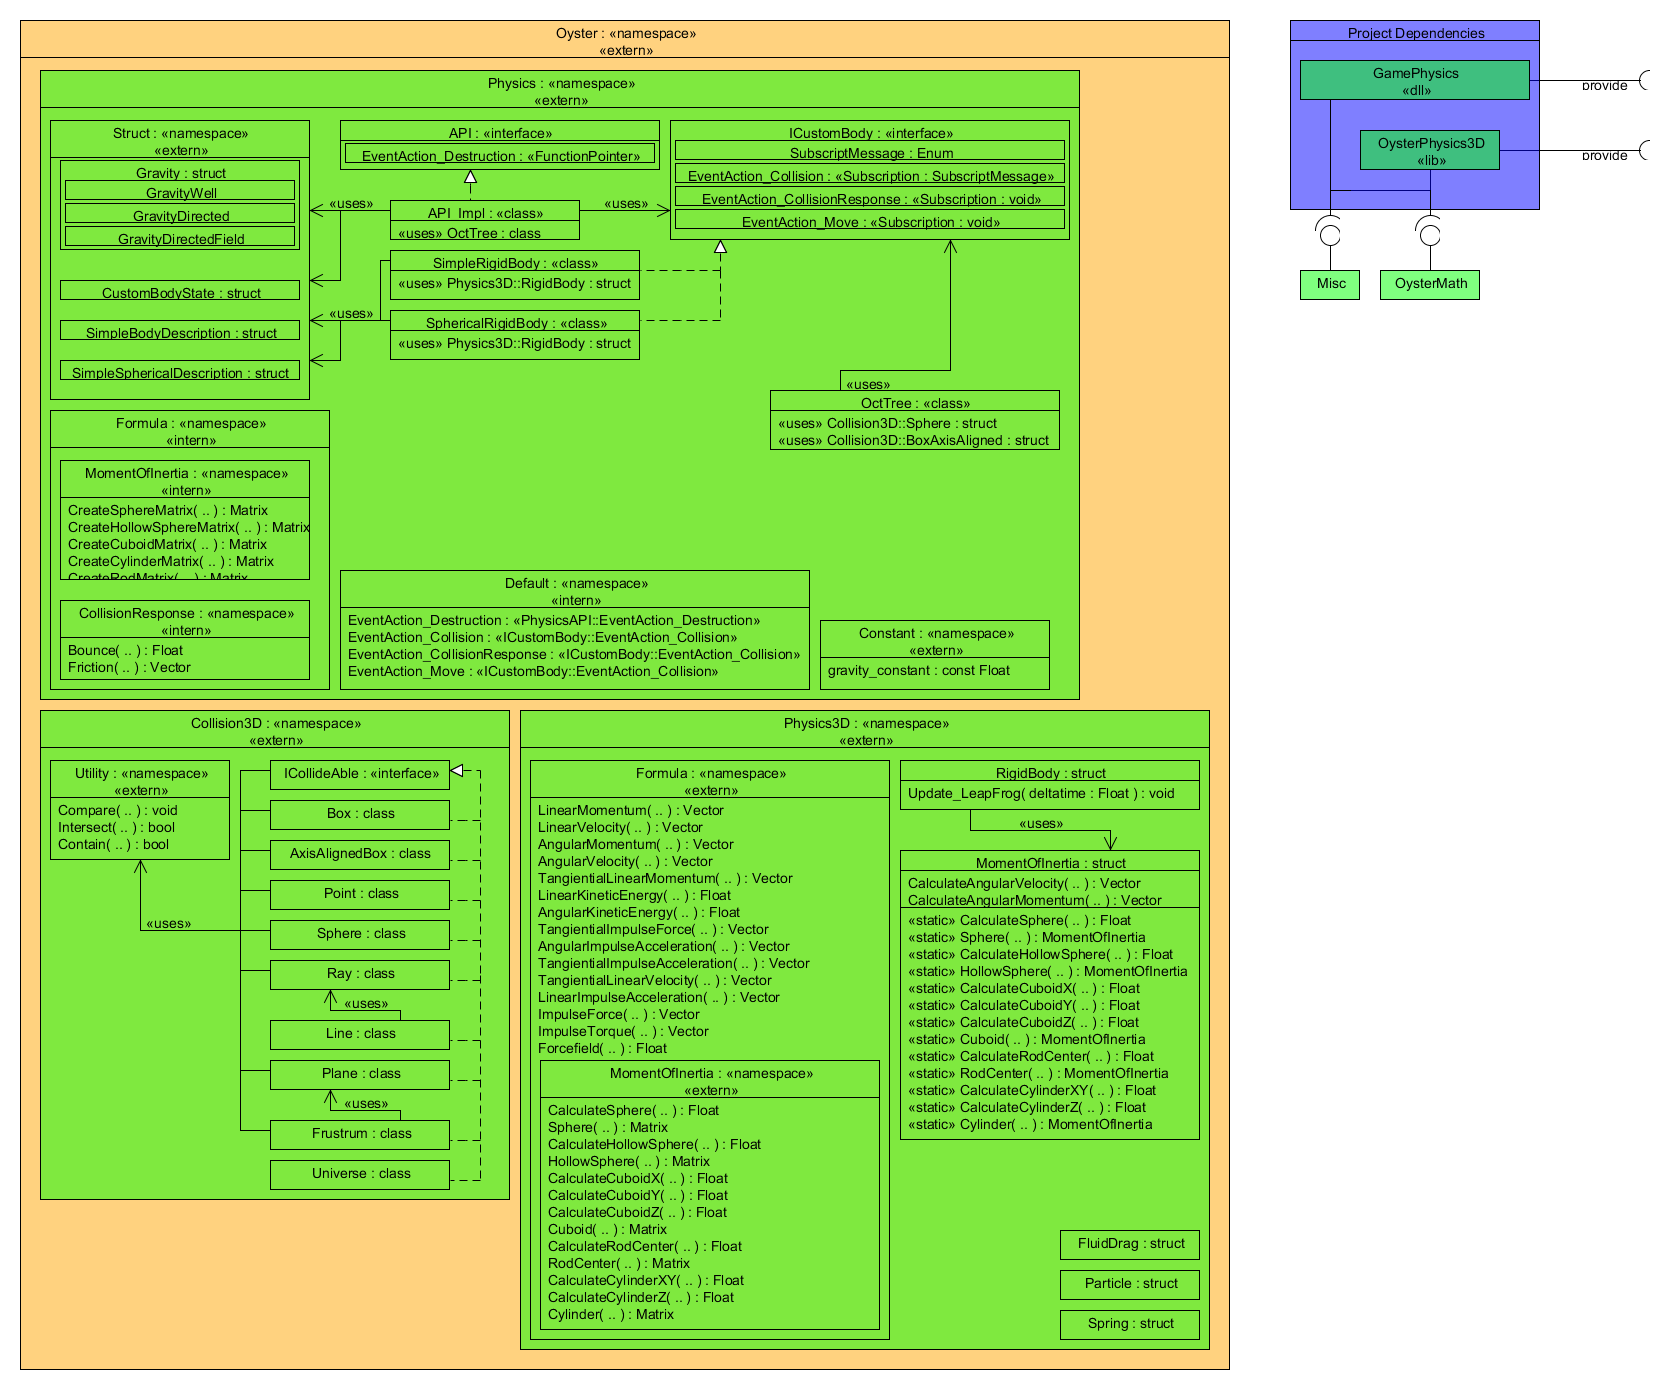 Oyster : «namespace»
«extern»
Physics : «namespace»
«extern»
Struct : «namespace»
«extern»
Gravity : struct
GravityWell
GravityDirected
GravityDirectedField
CustomBodyState : struct
SimpleBodyDescription : struct
SimpleSphericalDescription : struct
API : «interface»
EventAction_Destruction : «FunctionPointer»
«uses»
API_Impl : «class»
«uses» OctTree : class
«uses»
ICustomBody : «interface»
SubscriptMessage : Enum
EventAction_Collision : «Subscription : SubscriptMessage»
EventAction_CollisionResponse : «Subscription : void»
EventAction_Move : «Subscription : void»
SimpleRigidBody : «class»
«uses» Physics3D::RigidBody : struct
«uses»
SphericalRigidBody : «class»
«uses» Physics3D::RigidBody : struct
«uses»
OctTree : «class»
«uses» Collision3D::Sphere : struct
«uses» Collision3D::BoxAxisAligned : struct
Formula : «namespace»
«intern»
MomentOfInertia : «namespace»
«intern»
CreateSphereMatrix( .. ) : Matrix
CreateHollowSphereMatrix( .. ) : Matrix
CreateCuboidMatrix( .. ) : Matrix
CreateCylinderMatrix( .. ) : Matrix
CreateRodMatrix( .. ) : Matrix
CollisionResponse : «namespace»
«intern»
Bounce( .. ) : Float
Friction( .. ) : Vector
Default : «namespace»
«intern»
EventAction_Destruction : «PhysicsAPI::EventAction_Destruction»
EventAction_Collision : «ICustomBody::EventAction_Collision»
EventAction_CollisionResponse : «ICustomBody::EventAction_Collision»
EventAction_Move : «ICustomBody::EventAction_Collision»
Constant : «namespace»
«extern»
gravity_constant : const Float
Collision3D : «namespace»
«extern»
Utility : «namespace»
«extern»
Compare( .. ) : void
Intersect( .. ) : bool
Contain( .. ) : bool
«uses»
ICollideAble : «interface»
Box : class
AxisAlignedBox : class
Point : class
Sphere : class
Ray : class
«uses»
Line : class
Plane : class
«uses»
Frustrum : class
Universe : class
Physics3D : «namespace»
«extern»
Formula : «namespace»
«extern»
LinearMomentum( .. ) : Vector
LinearVelocity( .. ) : Vector
AngularMomentum( .. ) : Vector
AngularVelocity( .. ) : Vector
TangientialLinearMomentum( .. ) : Vector
LinearKineticEnergy( .. ) : Float
AngularKineticEnergy( .. ) : Float
TangientialImpulseForce( .. ) : Vector
AngularImpulseAcceleration( .. ) : Vector
TangientialImpulseAcceleration( .. ) : Vector
TangientialLinearVelocity( .. ) : Vector
LinearImpulseAcceleration( .. ) : Vector
ImpulseForce( .. ) : Vector
ImpulseTorque( .. ) : Vector
Forcefield( .. ) : Float
MomentOfInertia : «namespace»
«extern»
CalculateSphere( .. ) : Float
Sphere( .. ) : Matrix
CalculateHollowSphere( .. ) : Float
HollowSphere( .. ) : Matrix
CalculateCuboidX( .. ) : Float
CalculateCuboidY( .. ) : Float
CalculateCuboidZ( .. ) : Float
Cuboid( .. ) : Matrix
CalculateRodCenter( .. ) : Float
RodCenter( .. ) : Matrix
CalculateCylinderXY( .. ) : Float
CalculateCylinderZ( .. ) : Float
Cylinder( .. ) : Matrix
RigidBody : struct
Update_LeapFrog( deltatime : Float ) : void
«uses»
MomentOfInertia : struct
CalculateAngularVelocity( .. ) : Vector
CalculateAngularMomentum( .. ) : Vector
«static» CalculateSphere( .. ) : Float
«static» Sphere( .. ) : MomentOfInertia
«static» CalculateHollowSphere( .. ) : Float
«static» HollowSphere( .. ) : MomentOfInertia
«static» CalculateCuboidX( .. ) : Float
«static» CalculateCuboidY( .. ) : Float
«static» CalculateCuboidZ( .. ) : Float
«static» Cuboid( .. ) : MomentOfInertia
«static» CalculateRodCenter( .. ) : Float
«static» RodCenter( .. ) : MomentOfInertia
«static» CalculateCylinderXY( .. ) : Float
«static» CalculateCylinderZ( .. ) : Float
«static» Cylinder( .. ) : MomentOfInertia
FluidDrag : struct
Particle : struct
Spring : struct
Project Dependencies
GamePhysics
«dll»
provide
OysterPhysics3D
«lib»
provide
Misc
OysterMath